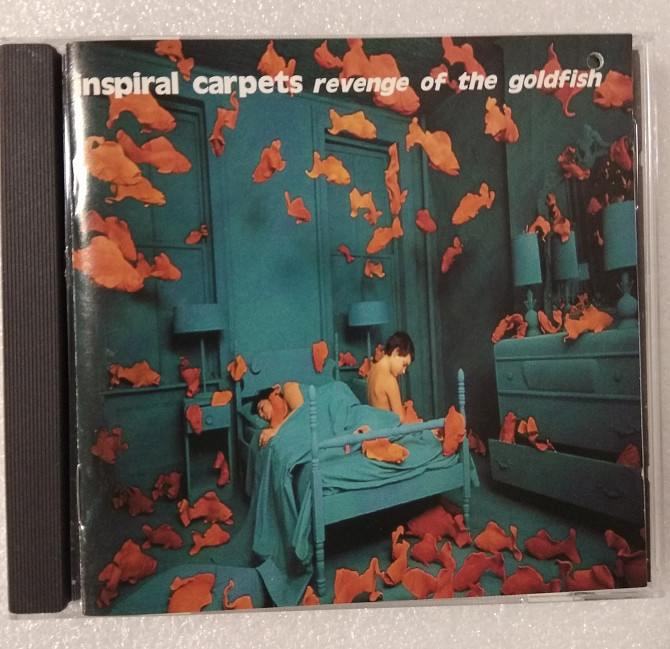 inspiral carpets revenge of the goldfish